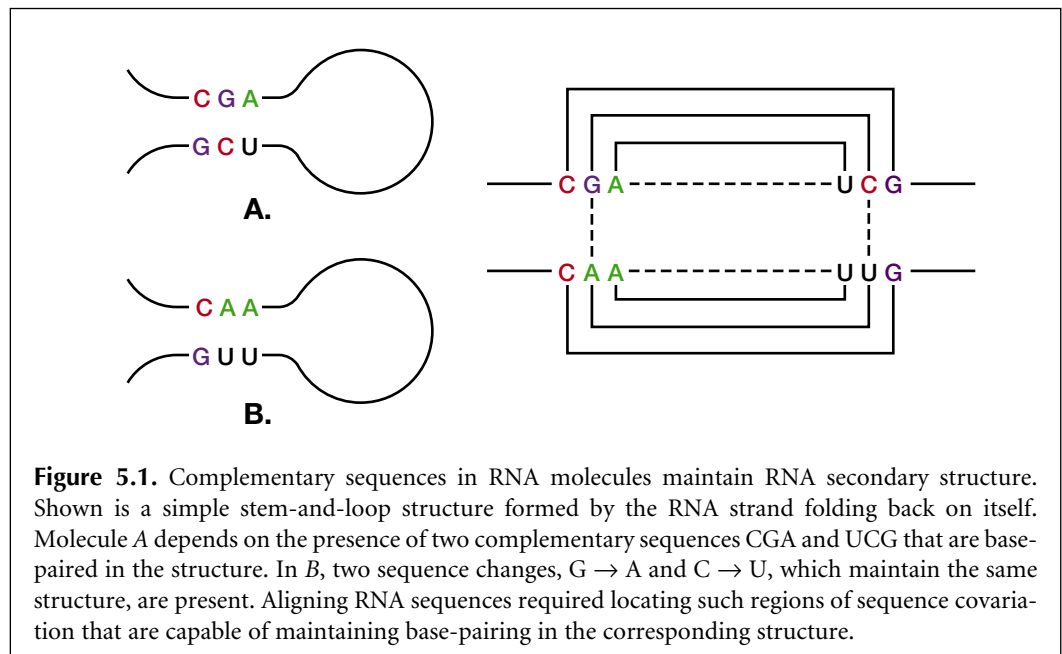 C G A
G C U
A.
C A A
G U U
B.
C G A U C G
C A A U U G
Figure 5.1. Complementary sequences in RNA molecules maintain RNA secondary structure.
Shown is a simple stem-and-loop structure formed by the RNA strand folding back on itself.
Molecule A depends on the presence of two complementary sequences CGA and UCG that are base-
paired in the structure. In B, two sequence changes, G → A and C → U, which maintain the same
structure, are present. Aligning RNA sequences required locating such regions of sequence covaria-
tion that are capable of maintaining base-pairing in the corresponding structure.